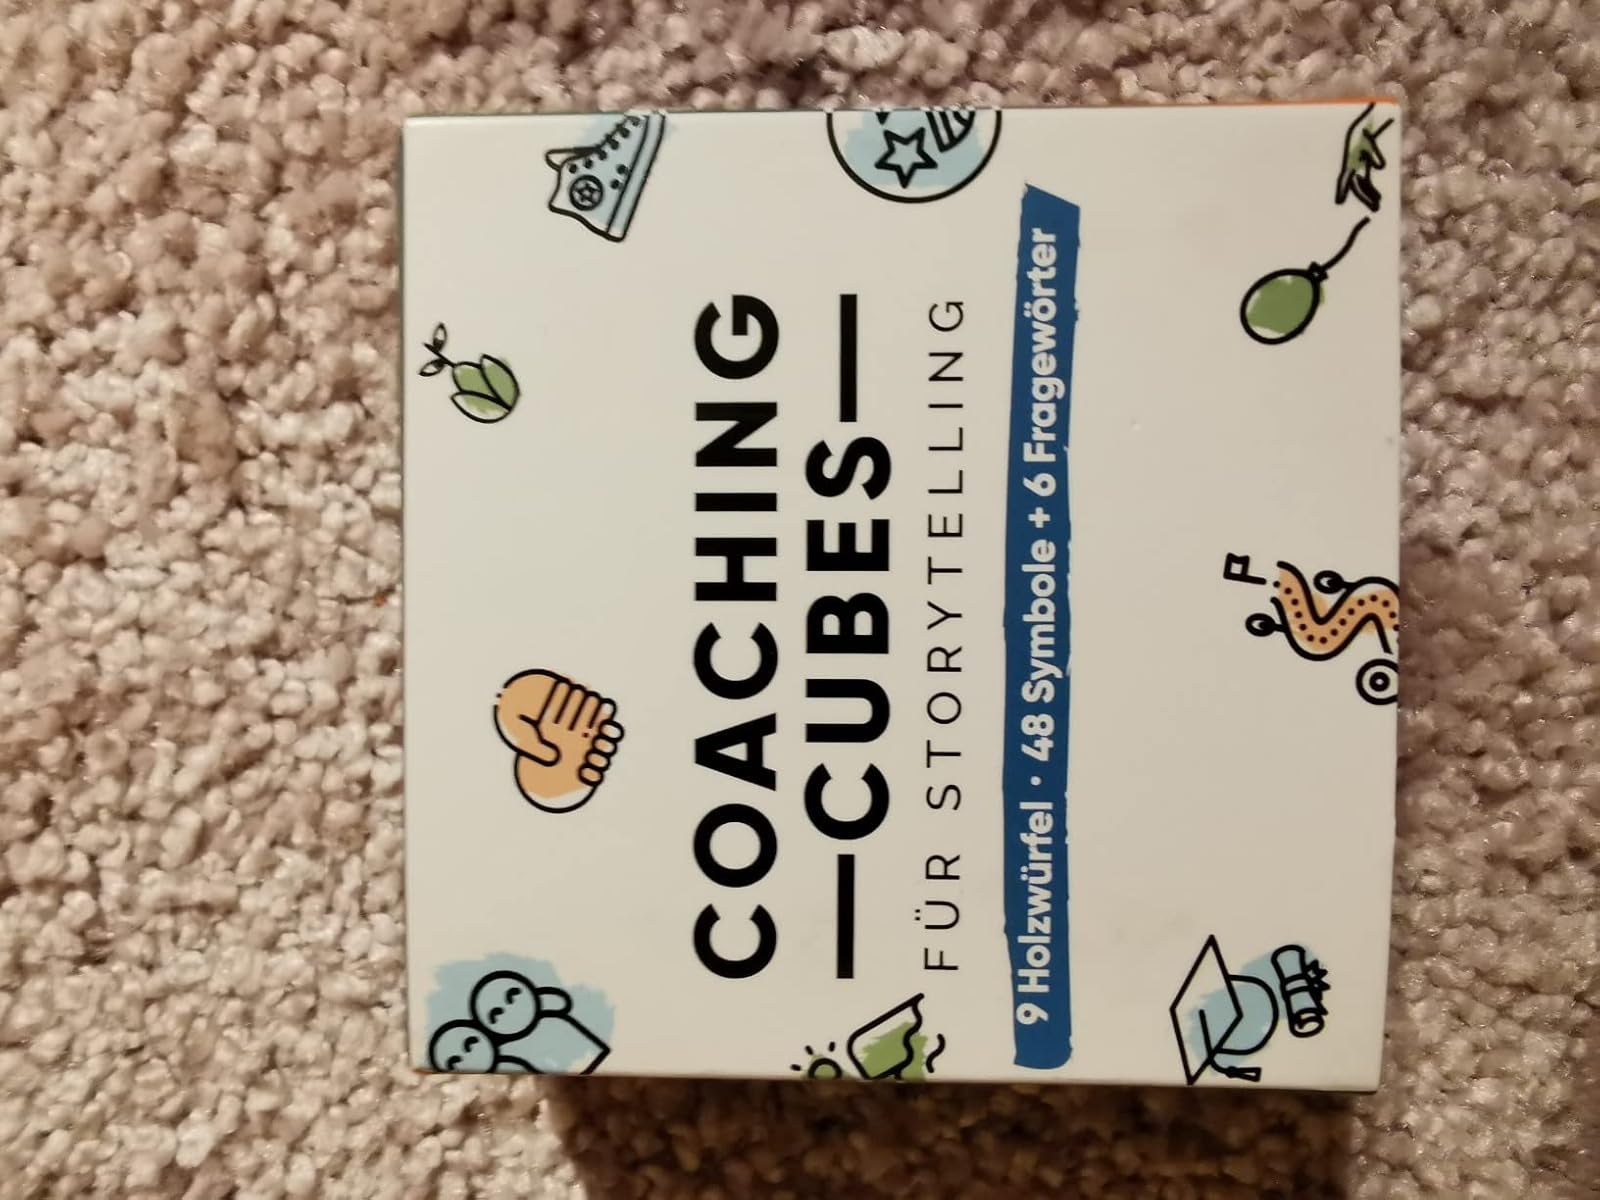 COACHING
CUBES
FÜR STORYTELLING
9 Holzwürfel · 48 Symbole + 6 Fragewörter